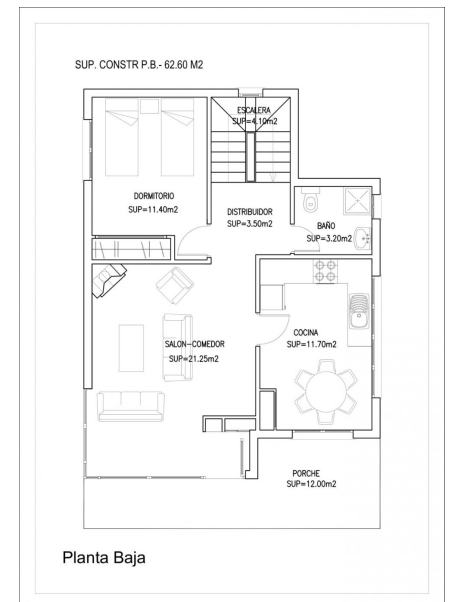 SUP. CONSTR P.B.- 62.60 M2
ESCALERA
SUP=4.10m2
DORMITORIO
SUP=11.40m2
DISTRIBUIDOR
SUP=3.50m2
BAÑO
SUP=3.20m2
SALON-COMEDOR
SUP=21.25m2
COCINA
SUP=11.70m2
PORCHE
SUP=12.00m2
Planta Baja